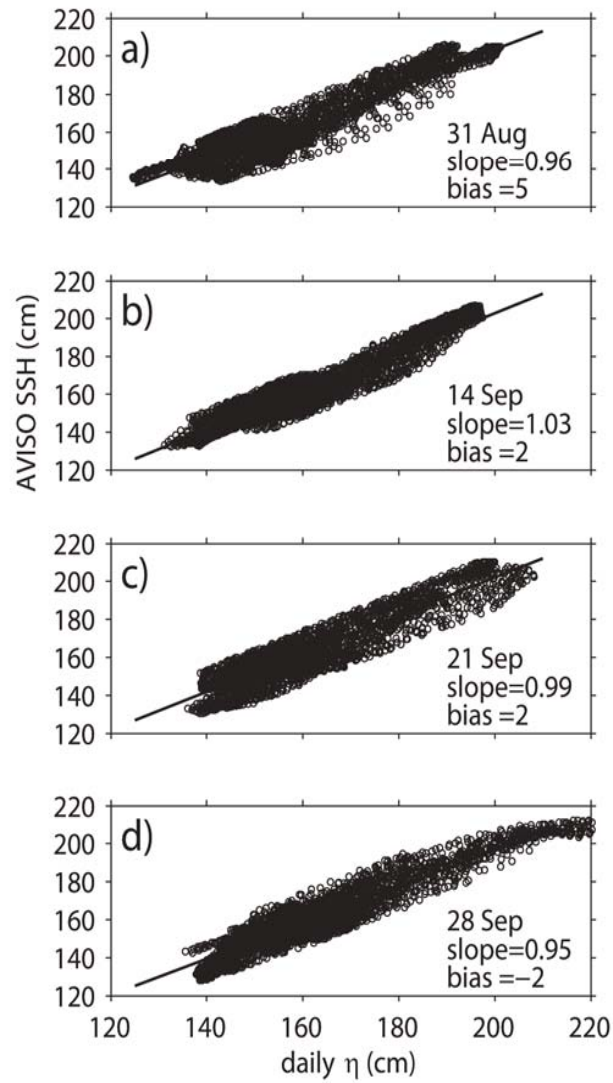 AVISO SSH (cm)
220
200
180
160
140
120
a)
31 Aug
slope=0.96
bias =5
220
200
180
160
140
120
b)
14 Sep
slope=1.03
bias =2
220
200
180
160
140
120
c)
21 Sep
slope=0.99
bias =2
220
200
180
160
140
120
d)
28 Sep
slope=0.95
bias =−2
120 140 160 180 200 220
daily η (cm)